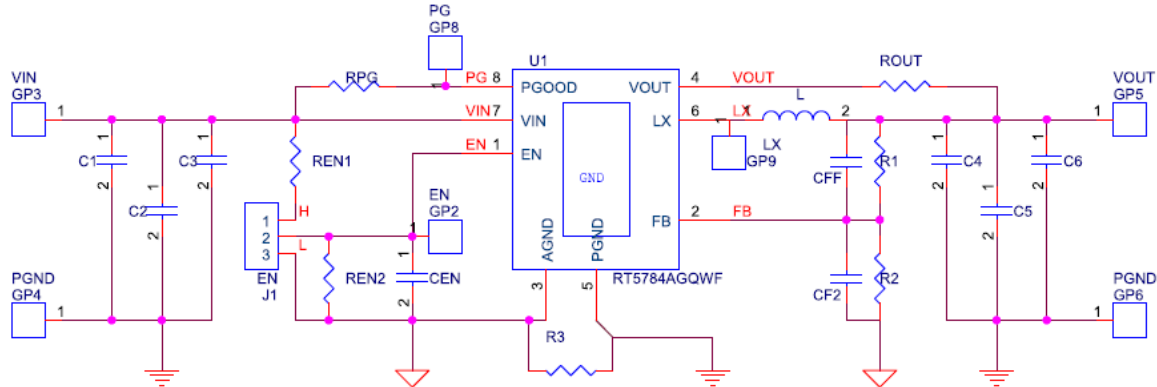 PG
GP8
U1
VIN
GP3
1
RPG
PG 8
1
PGOOD
VOUT
4
VOUT
ROUT
VOUT
GP5
1
VIN 7
VIN
LX
6
LX
1
L
2
1
GP9
LX
C1
1
2
C2
1
2
C3
1
2
REN1
EN 1
EN
GND
CFF
R1
C4
1
2
C5
1
2
C6
1
2
H
1
2
3
L
EN
J1
EN
GP2
1
FB
2
FB
REN2
1
CEN
2
AGND
PGND
3
5
RT5784AGQWF
CF2
R2
PGND
GP4
1
R3
PGND
GP6
1